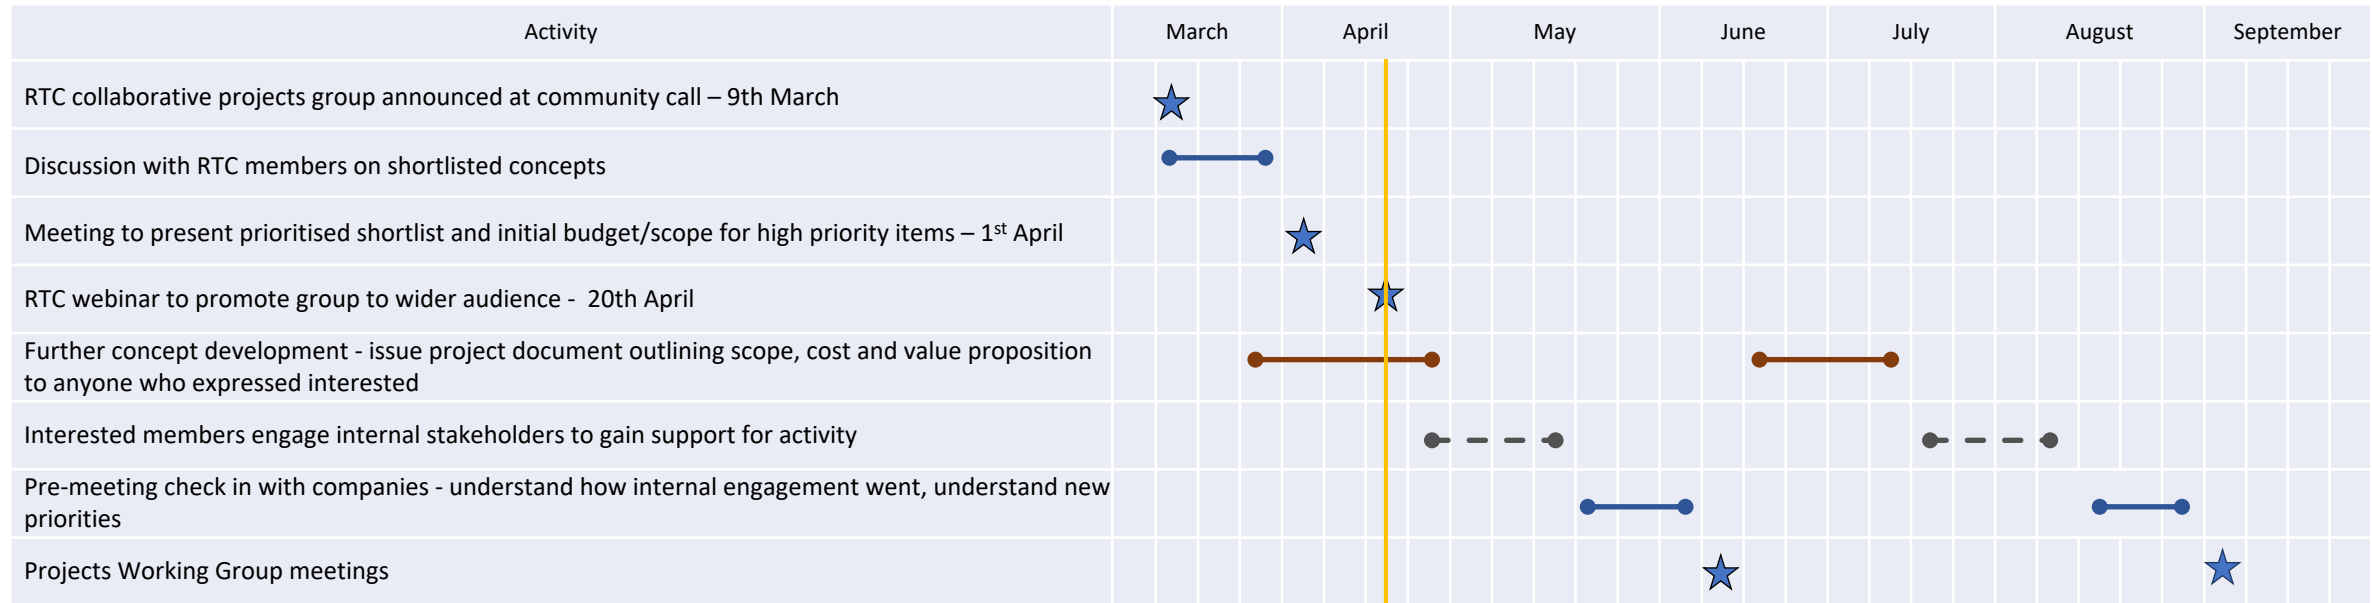 Activity March April May June July August September
RTC collaborative projects group announced at community call – 9th March
Discussion with RTC members on shortlisted concepts
Meeting to present prioritised shortlist and initial budget/scope for high priority items – 1st April
RTC webinar to promote group to wider audience - 20th April
Further concept development - issue project document outlining scope, cost and value proposition
to anyone who expressed interested
Interested members engage internal stakeholders to gain support for activity
Pre-meeting check in with companies - understand how internal engagement went, understand new
priorities
Projects Working Group meetings